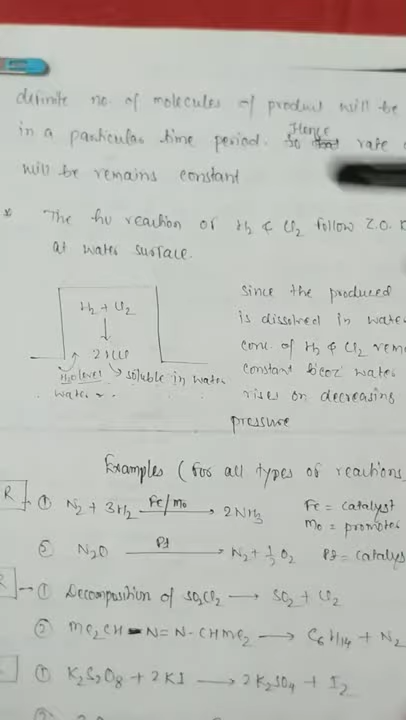 definite no. of molecules of product will be
in a particular time period. Hence rate
will be remains constant
* The hν reaction of H₂ & Cl₂ follow Z.O.
at water surface.
H₂ + Cl₂
↓
2HCl
H₂O level soluble in water
water
since the produced
is dissolved in water
conc. of H₂ & Cl₂
constant bcoz water
rises on decreasing
pressure
Examples (for all types of reactions
R → ① N₂ + 3H₂ Fe/Mo → 2NH₃ Fe = catalyst
Mo = promoter
② N₂O Pt → N₂ + ½ O₂ Pt = catalys
① Decomposition of SO₂Cl₂ → SO₂ + Cl₂
② Me₂CH-N=N-CHMe₂ → C₆H₁₄ + N₂
① K₂S₂O₈ + 2KI → 2K₂SO₄ + I₂